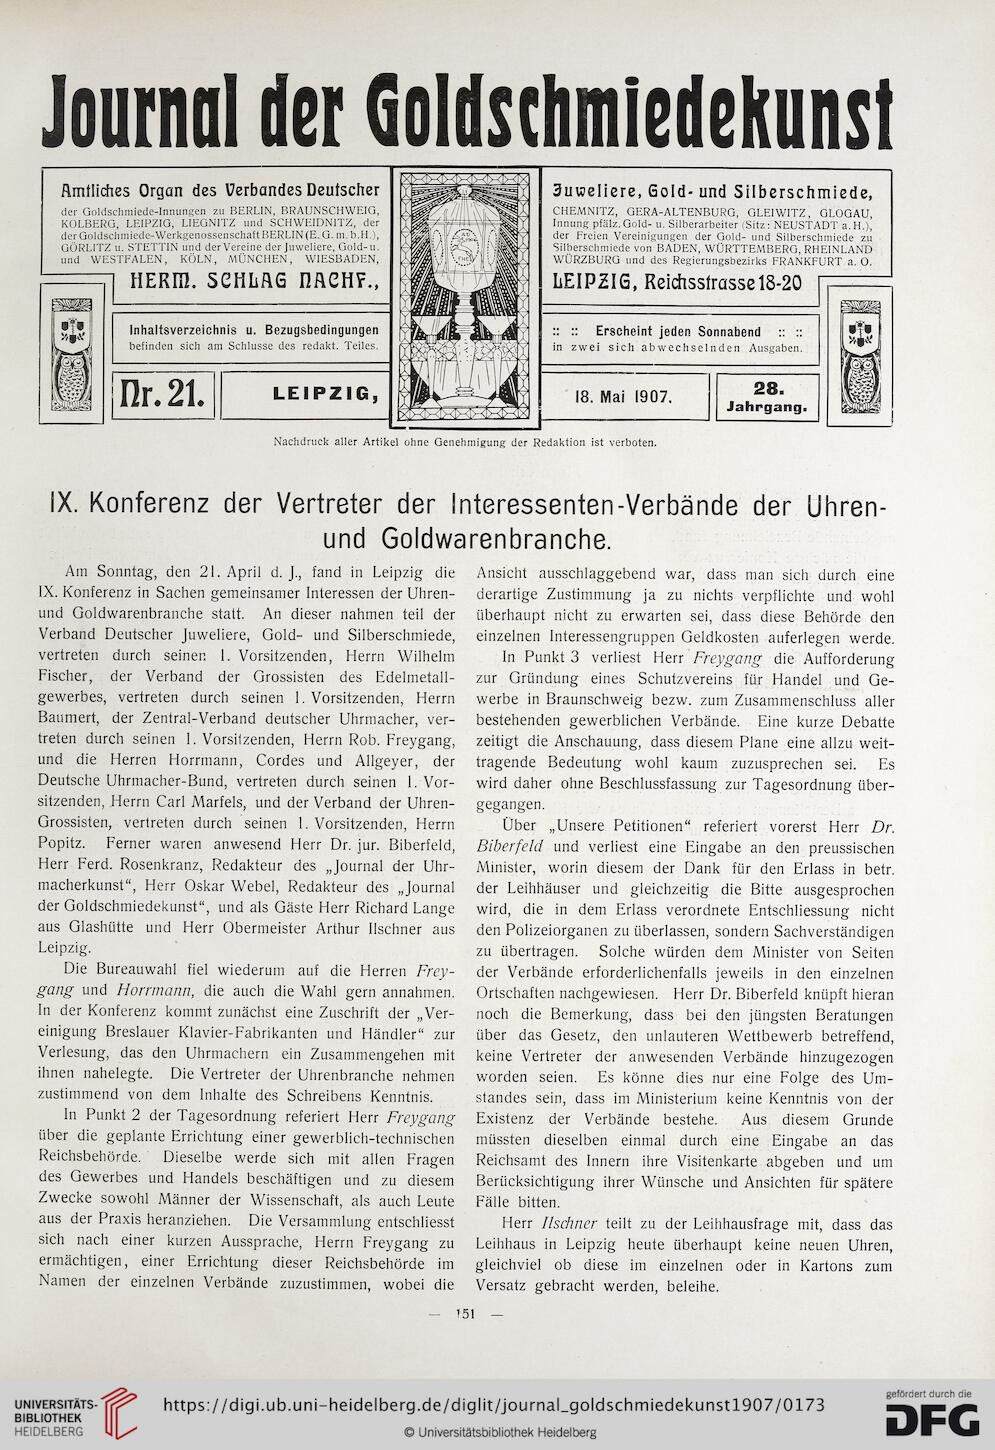 Journal der Goldschmiedekunst
Amtliches Organ des Verbandes Deutscher
der Goldschmiede-Innungen zu BERLIN, BRAUNSCHWEIG,
KOLBERG, LEIPZIG, LIEGNITZ und SCHWEIDNITZ, der
der Goldschmiede-Werkgenossenschaft BERLIN (E. G. m. b. H.),
GÖRLITZ u. STETTIN und der Vereine der Juweliere, Gold- u.
und WESTFALEN, KÖLN, MÜNCHEN, WIESBADEN,
HERM. SCHLAG NACHF.,
Inhaltsverzeichnis u. Bezugsbedingungen
befinden sich am Schlusse des redakt. Teiles.
Nr. 21.
LEIPZIG,
Juweliere, Gold- und Silberschmiede,
CHEMNITZ, GERA-ALTENBURG, GLEIWITZ, GLOGAU,
Innung pfälz. Gold- u. Silberarbeiter (Sitz: NEUSTADT a. H.),
der Freien Vereinigungen der Gold- und Silberschmiede zu
Silberschmiede von BADEN, WÜRTTEMBERG, RHEINLAND
WÜRZBURG und des Regierungsbezirks FRANKFURT a. O.
LEIPZIG, Reichsstrasse 18-20
:: :: Erscheint jeden Sonnabend :: ::
in zwei sich abwechselnden Ausgaben.
18. Mai 1907.
28.
Jahrgang.
Nachdruck aller Artikel ohne Genehmigung der Redaktion ist verboten.
IX. Konferenz der Vertreter der Interessenten-Verbände der Uhren-
und Goldwarenbranche.
Am Sonntag, den 21. April d. J., fand in Leipzig die
IX. Konferenz in Sachen gemeinsamer Interessen der Uhren-
und Goldwarenbranche statt. An dieser nahmen teil der
Verband Deutscher Juweliere, Gold- und Silberschmiede,
vertreten durch seinen 1. Vorsitzenden, Herrn Wilhelm
Fischer, der Verband der Grossisten des Edelmetall-
gewerbes, vertreten durch seinen 1. Vorsitzenden, Herrn
Baumert, der Zentral-Verband deutscher Uhrmacher, ver-
treten durch seinen 1. Vorsitzenden, Herrn Rob. Freygang,
und die Herren Horrmann, Cordes und Allgeyer, der
Deutsche Uhrmacher-Bund, vertreten durch seinen 1. Vor-
sitzenden, Herrn Carl Marfels, und der Verband der Uhren-
Grossisten, vertreten durch seinen 1. Vorsitzenden, Herrn
Popitz. Ferner waren anwesend Herr Dr. jur. Biberfeld,
Herr Ferd. Rosenkranz, Redakteur des „Journal der Uhr-
macherkunst“, Herr Oskar Webel, Redakteur des „Journal
der Goldschmiedekunst“, und als Gäste Herr Richard Lange
aus Glashütte und Herr Obermeister Arthur Ilschner aus
Leipzig.
Die Bureauwahl fiel wiederum auf die Herren Frey-
gang und Horrmann, die auch die Wahl gern annahmen.
In der Konferenz kommt zunächst eine Zuschrift der „Ver-
einigung Breslauer Klavier-Fabrikanten und Händler“ zur
Verlesung, das den Uhrmachern ein Zusammengehen mit
ihnen nahelegte. Die Vertreter der Uhrenbranche nehmen
zustimmend von dem Inhalte des Schreibens Kenntnis.
In Punkt 2 der Tagesordnung referiert Herr Freygang
über die geplante Errichtung einer gewerblich-technischen
Reichsbehörde. Dieselbe werde sich mit allen Fragen
des Gewerbes und Handels beschäftigen und zu diesem
Zwecke sowohl Männer der Wissenschaft, als auch Leute
aus der Praxis heranziehen. Die Versammlung entschliesst
sich nach einer kurzen Aussprache, Herrn Freygang zu
ermächtigen, einer Errichtung dieser Reichsbehörde im
Namen der einzelnen Verbände zuzustimmen, wobei die
Ansicht ausschlaggebend war, dass man sich durch eine
derartige Zustimmung ja zu nichts verpflichte und wohl
überhaupt nicht zu erwarten sei, dass diese Behörde den
einzelnen Interessengruppen Geldkosten auferlegen werde.
In Punkt 3 verliest Herr Freygang die Aufforderung
zur Gründung eines Schutzvereins für Handel und Ge-
werbe in Braunschweig bezw. zum Zusammenschluss aller
bestehenden gewerblichen Verbände. Eine kurze Debatte
zeitigt die Anschauung, dass diesem Plane eine allzu weit-
tragende Bedeutung wohl kaum zuzusprechen sei. Es
wird daher ohne Beschlussfassung zur Tagesordnung über-
gegangen.
Über „Unsere Petitionen“ referiert vorerst Herr Dr.
Biberfeld und verliest eine Eingabe an den preussischen
Minister, worin diesem der Dank für den Erlass in betr.
der Leihhäuser und gleichzeitig die Bitte ausgesprochen
wird, die in dem Erlass verordnete Entschliessung nicht
den Polizeiorganen zu überlassen, sondern Sachverständigen
zu übertragen. Solche würden dem Minister von Seiten
der Verbände erforderlichenfalls jeweils in den einzelnen
Ortschaften nachgewiesen. Herr Dr. Biberfeld knüpft hieran
noch die Bemerkung, dass bei den jüngsten Beratungen
über das Gesetz, den unlauteren Wettbewerb betreffend,
keine Vertreter der anwesenden Verbände hinzugezogen
worden seien. Es könne dies nur eine Folge des Um-
standes sein, dass im Ministerium keine Kenntnis von der
Existenz der Verbände bestehe. Aus diesem Grunde
müssten dieselben einmal durch eine Eingabe an das
Reichsamt des Innern ihre Visitenkarte abgeben und um
Berücksichtigung ihrer Wünsche und Ansichten für spätere
Fälle bitten.
Herr Ilschner teilt zu der Leihhausfrage mit, dass das
Leihhaus in Leipzig heute überhaupt keine neuen Uhren,
gleichviel ob diese im einzelnen oder in Kartons zum
Versatz gebracht werden, beleihe.
— 151 —
UNIVERSITÄTS-
BIBLIOTHEK
HEIDELBERG
https://digi.ub.uni-heidelberg.de/diglit/journal_goldschmiedekunst1907/0173
© Universitätsbibliothek Heidelberg
gefördert durch die
DFG